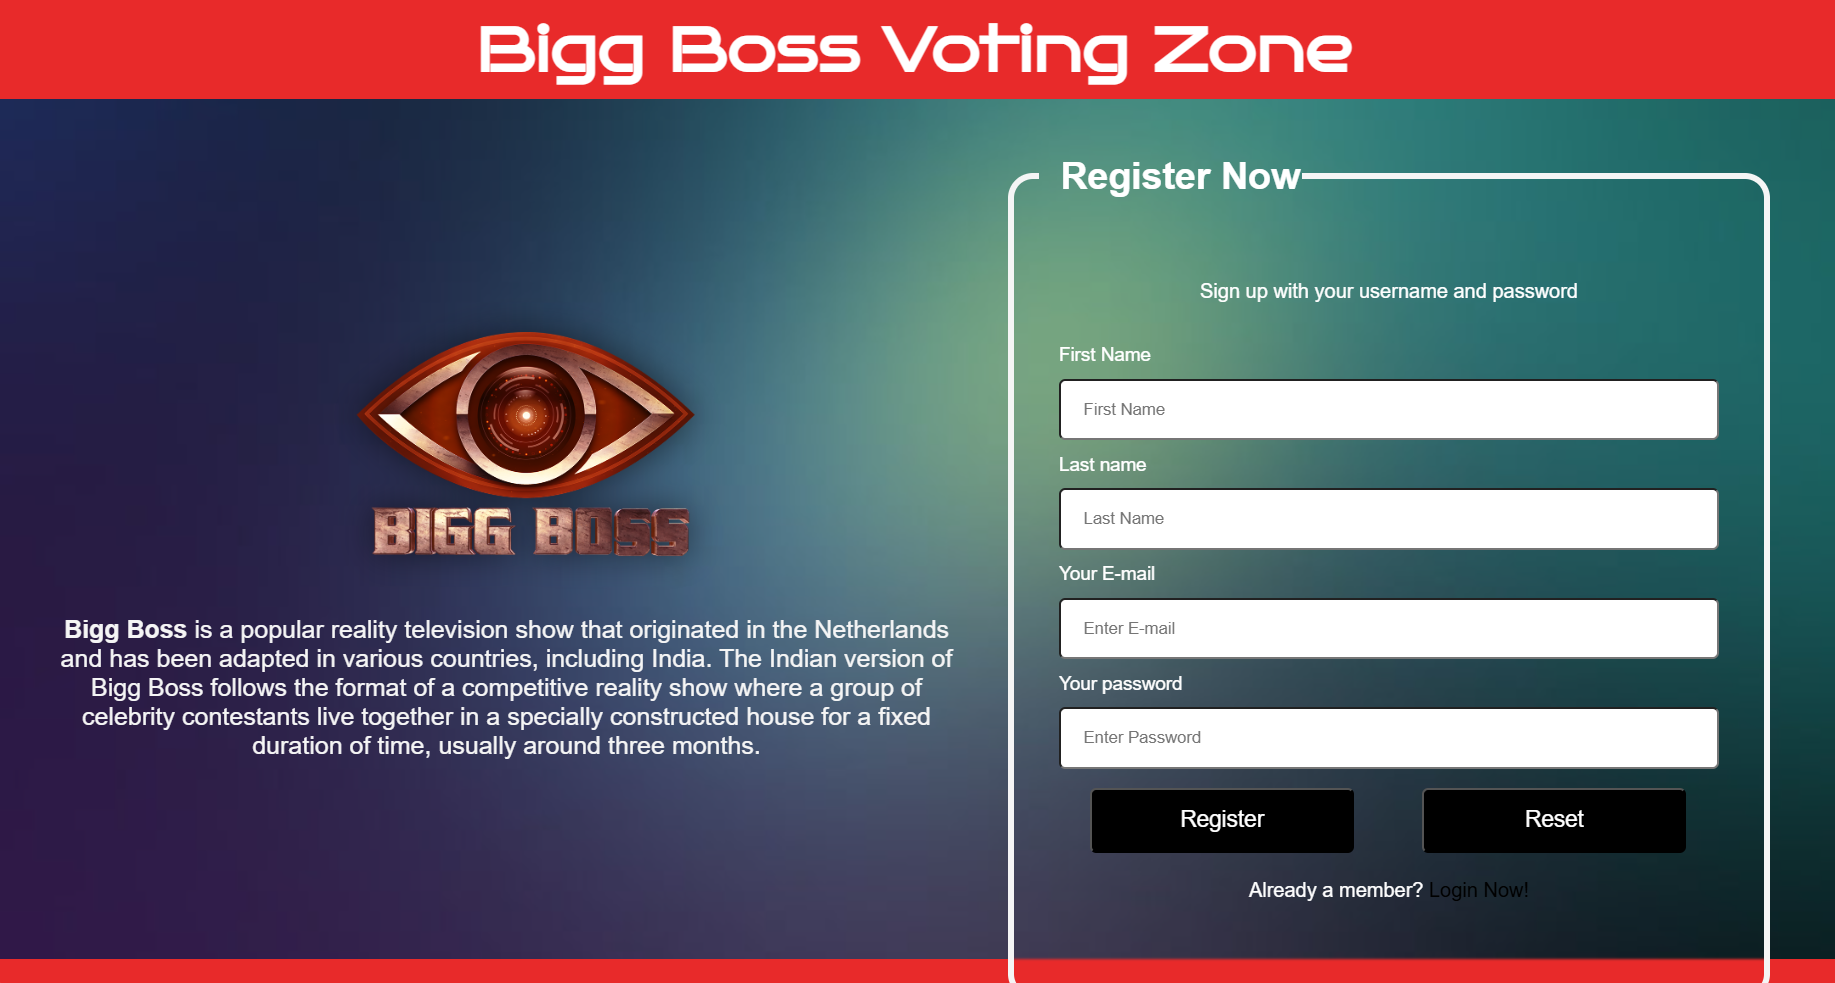 Bigg Boss Voting Zone
BIGG BOSS
Bigg Boss is a popular reality television show that originated in the Netherlands
and has been adapted in various countries, including India. The Indian version of
Bigg Boss follows the format of a competitive reality show where a group of
celebrity contestants live together in a specially constructed house for a fixed
duration of time, usually around three months.
Register Now
Sign up with your username and password
First Name
First Name
Last name
Last Name
Your E-mail
Enter E-mail
Your password
Enter Password
Register Reset
Already a member? Login Now!